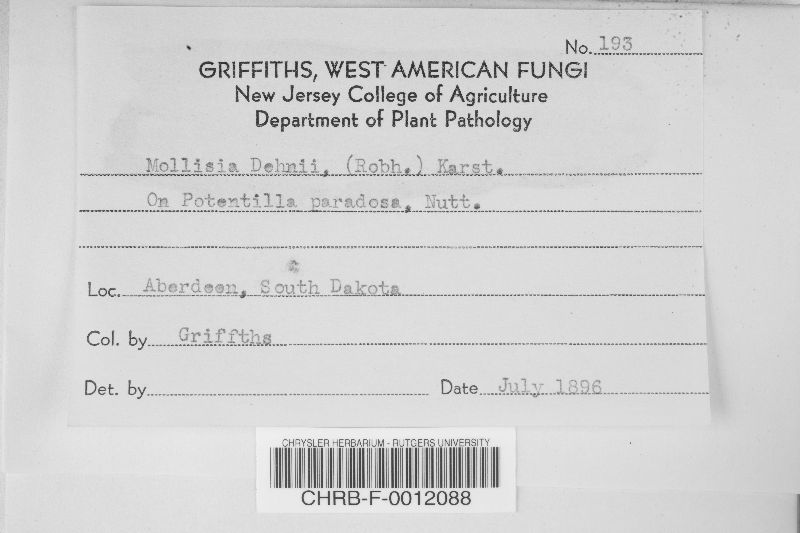 No. 193
GRIFFITHS, WEST AMERICAN FUNGI
New Jersey College of Agriculture
Department of Plant Pathology
Mollisia Dehnii, (Robh.) Karst.
On Potentilla paradosa, Nutt.
Loc. Aberdeen, South Dakota
Col. by Griffths
Det. by
Date July 1896
CHRYSLER HERBARIUM - RUTGERS UNIVERSITY
CHRB-F-0012088